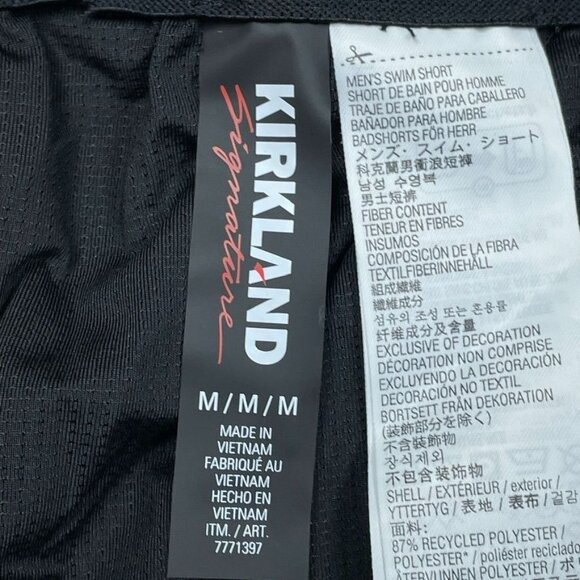 KIRKLAND
Signature
M / M / M
MADE IN
VIETNAM
FABRIQUÉ AU
VIETNAM
HECHO EN
VIETNAM
ITM. / ART.
7771397
MEN'S SWIM SHORT
SHORT DE BAIN POUR HOMME
TRAJE DE BAÑO PARA CABALLERO
BAÑADOR PARA HOMBRE
BADSHORTS FÖR HERR
メンズ・スイム・ショート
科克蘭男衝浪短褲
남성 수영복
男士短裤
FIBER CONTENT
TENEUR EN FIBRES
INSUMOS
COMPOSICIÓN DE LA FIBRA
TEXTILFIBERINNEHÅLL
組成繊維
纖維成分
섬유의 조성 또는 혼용률
纤维成分及含量
EXCLUSIVE OF DECORATION
DÉCORATION NON COMPRISE
EXCLUYENDO LA DECORACIÓN
DECORACIÓN NO TEXTIL
BORTSETT FRÅN DEKORATION
(装飾部分を除く)
不含裝飾物
장식제외
不包含装饰物
SHELL / EXTÉRIEUR / exterior /
YTTERTYG / 表地 / 表布 / 겉감
面料:
87% RECYCLED POLYESTER /
POLYESTER* / poliéster reciclado